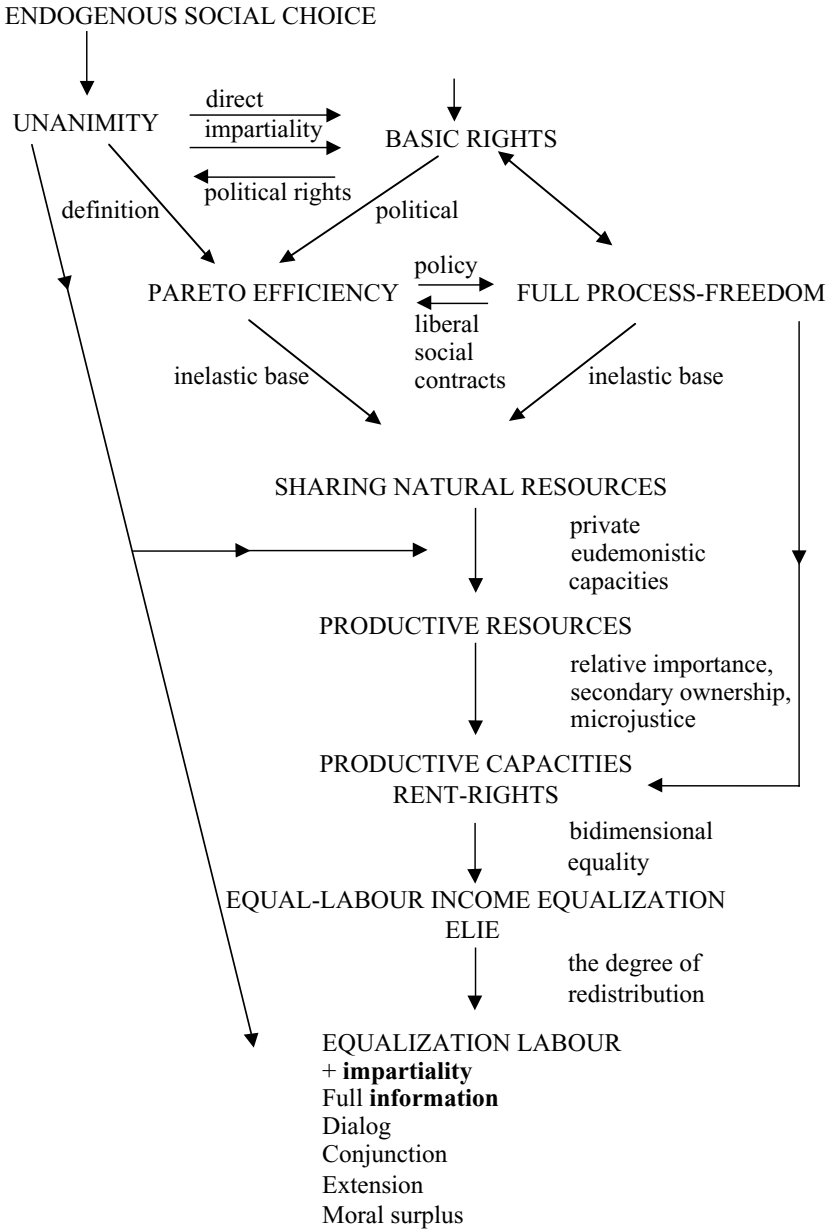 ENDOGENOUS SOCIAL CHOICE
direct
UNANIMITY
impartiality
BASIC RIGHTS
political rights
definition
political
policy
PARETO EFFICIENCY
FULL PROCESS-FREEDOM
liberal
social
contracts
inelastic base
inelastic base
SHARING NATURAL RESOURCES
private
eudemonistic
capacities
PRODUCTIVE RESOURCES
relative importance,
secondary ownership,
microjustice
PRODUCTIVE CAPACITIES
RENT-RIGHTS
bidimensional
equality
EQUAL-LABOUR INCOME EQUALIZATION
ELIE
the degree of
redistribution
EQUALIZATION LABOUR
+ impartiality
Full information
Dialog
Conjunction
Extension
Moral surplus